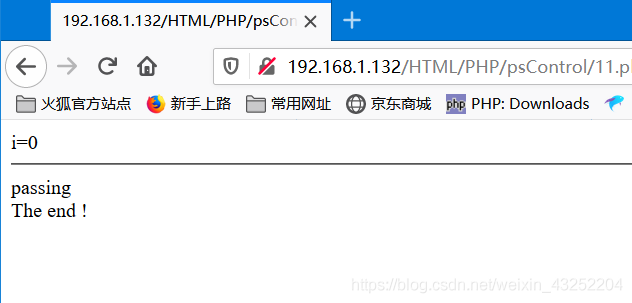 192.168.1.132/HTML/PHP/psCon
192.168.1.132/HTML/PHP/psControl/11.p
火狐官方站点 新手上路 常用网址 京东商城 php PHP: Downloads
i=0
passing
The end !
https://blog.csdn.net/weixin_43252204